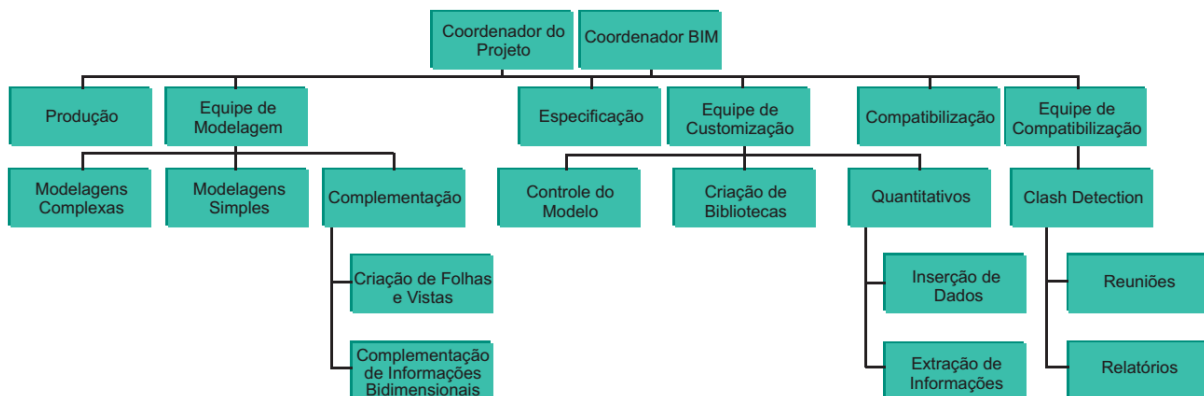 Coordenador do
Projeto
Coordenador BIM
Produção
Equipe de
Modelagem
Especificação
Equipe de
Customização
Compatibilização
Equipe de
Compatibilização
Modelagens
Complexas
Modelagens
Simples
Complementação
Controle do
Modelo
Criação de
Bibliotecas
Quantitativos
Clash Detection
Criação de Folhas
e Vistas
Inserção de
Dados
Reuniões
Complementação
de Informações
Bidimensionais
Extração de
Informações
Relatórios